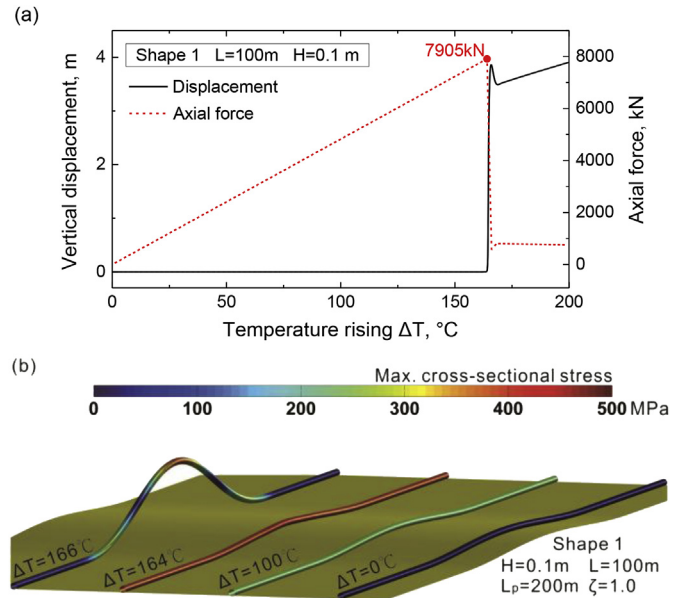 (a)
Shape 1 L=100m H=0.1 m
Displacement
Axial force
7905kN
4
2
0
Vertical displacement, m
8000
6000
4000
2000
0
Axial force, kN
0 50 100 150 200
Temperature rising ΔT, °C
(b)
Max. cross-sectional stress
0 100 200 300 400 500 MPa
ΔT=166℃
ΔT=164℃
ΔT=100℃
ΔT=0℃
Shape 1
H=0.1m L=100m
Lp=200m ζ=1.0